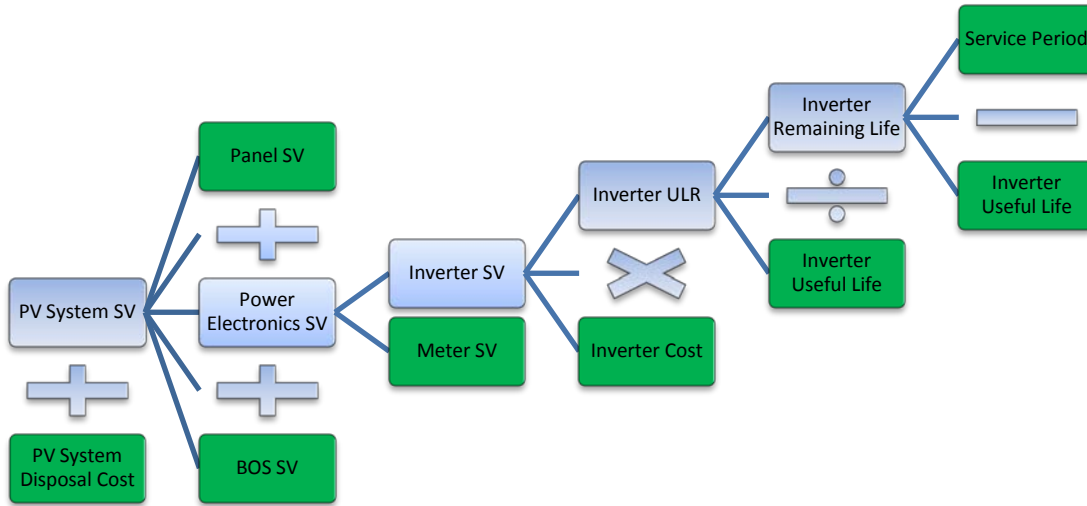 Service Period
Inverter
Remaining Life
Panel SV
Inverter ULR
Inverter
Useful Life
Inverter SV
Inverter
Useful Life
PV System SV
Power
Electronics SV
Meter SV
Inverter Cost
PV System
Disposal Cost
BOS SV